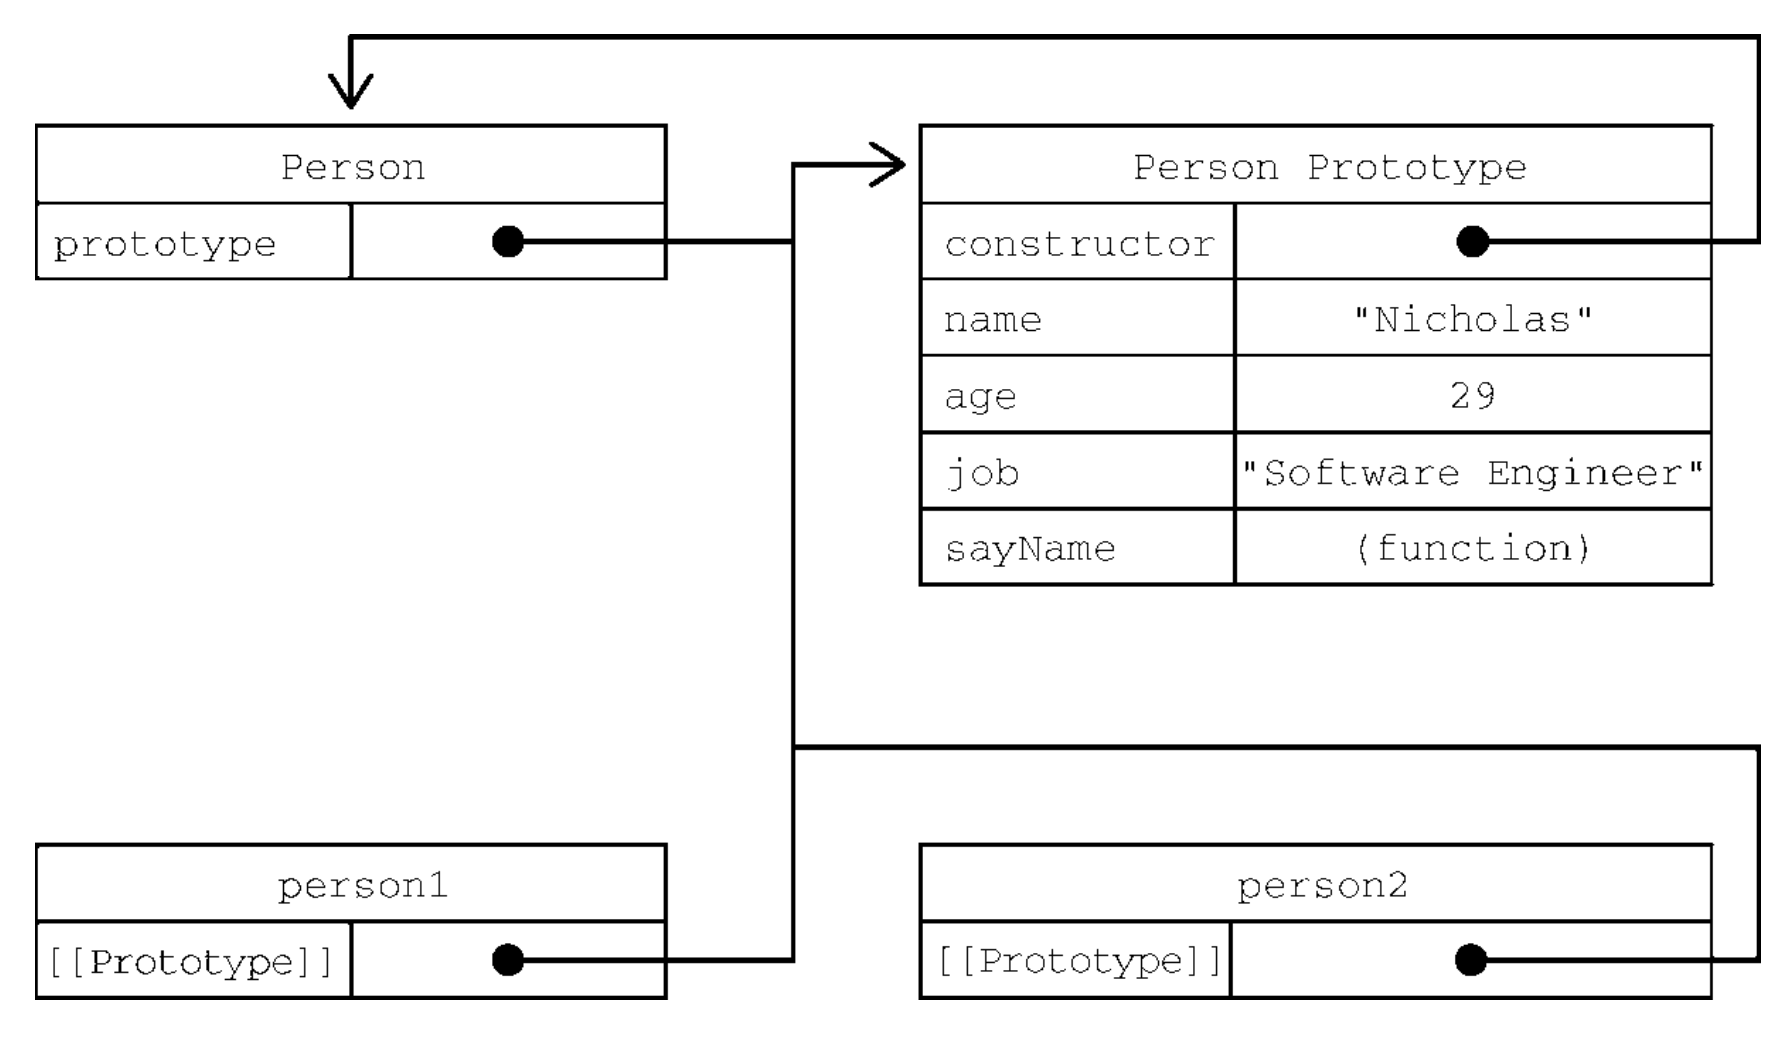 Person
prototype
Person Prototype
constructor
name "Nicholas"
age 29
job "Software Engineer"
sayName (function)
person1
[[Prototype]]
person2
[[Prototype]]